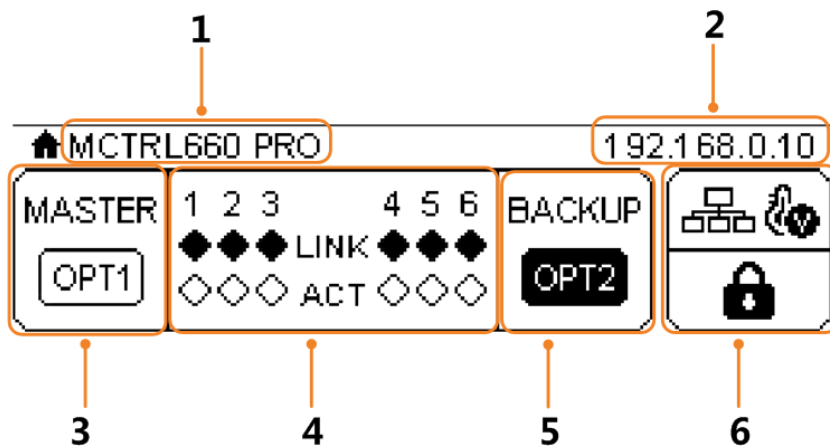 1 2
MCTRL660 PRO 192.168.0.10
MASTER 1 2 3 4 5 6 BACKUP
LINK
OPT1 ACT OPT2
3 4 5 6